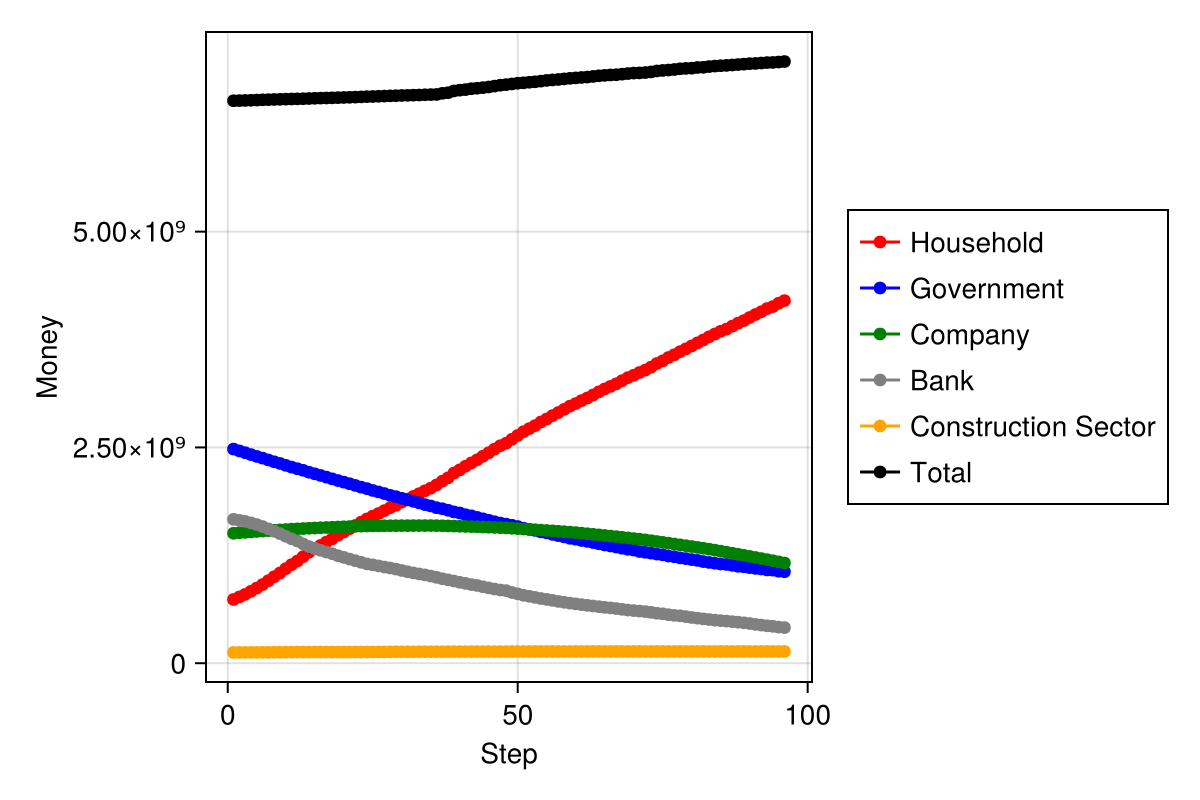 5.00×10⁹
2.50×10⁹
0
Money
0
50
100
Step
Household
Government
Company
Bank
Construction Sector
Total